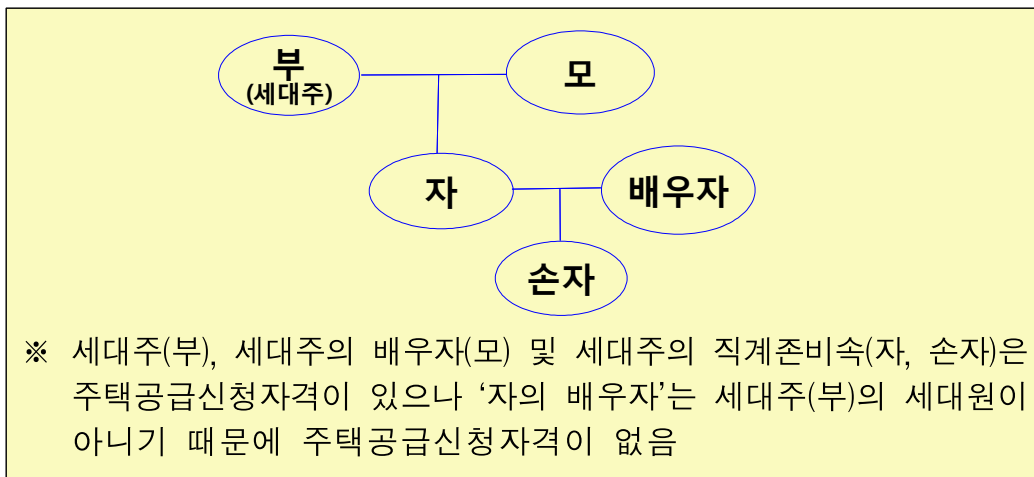 부
(세대주)
모
자
배우자
손자
※ 세대주(부), 세대주의 배우자(모) 및 세대주의 직계존비속(자, 손자)은
주택공급신청자격이 있으나 ‘자의 배우자’는 세대주(부)의 세대원이
아니기 때문에 주택공급신청자격이 없음